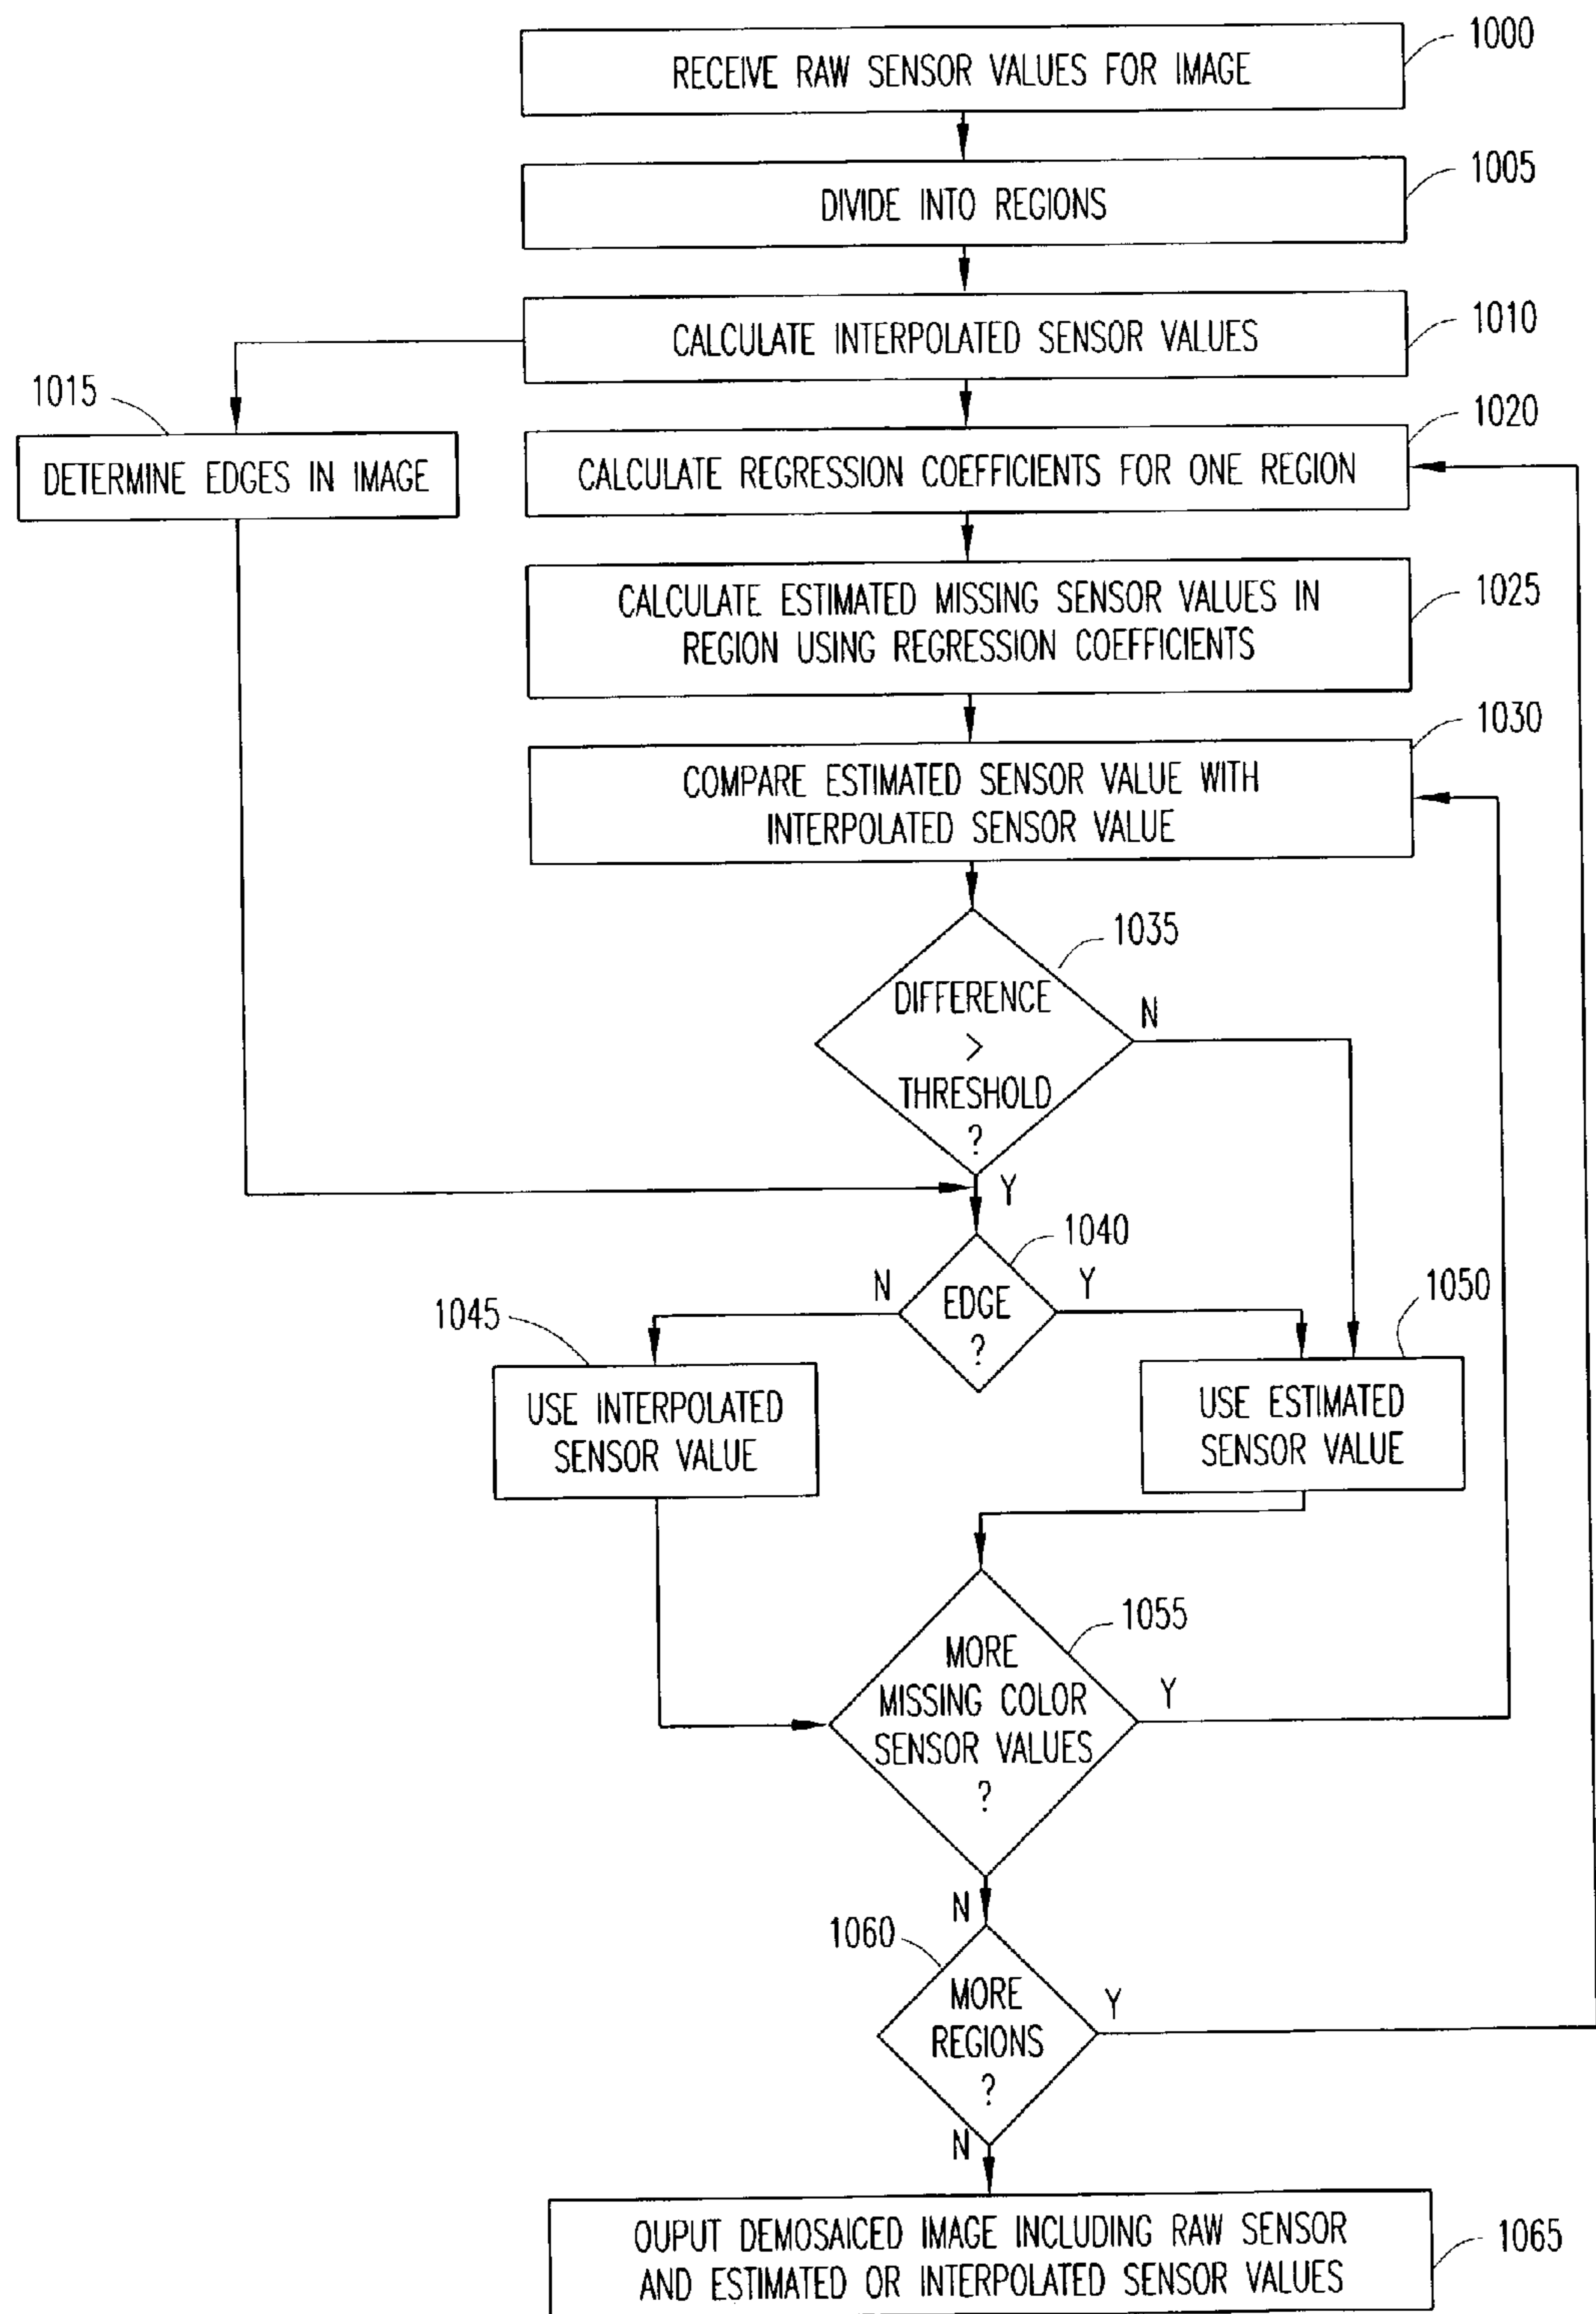 RECEIVE RAW SENSOR VALUES FOR IMAGE
1000
DIVIDE INTO REGIONS
1005
CALCULATE INTERPOLATED SENSOR VALUES
1010
1015
DETERMINE EDGES IN IMAGE
1020
CALCULATE REGRESSION COEFFICIENTS FOR ONE REGION
CALCULATE ESTIMATED MISSING SENSOR VALUES IN
REGION USING REGRESSION COEFFICIENTS
1025
1030
COMPARE ESTIMATED SENSOR VALUE WITH
INTERPOLATED SENSOR VALUE
1035
DIFFERENCE
>
THRESHOLD
?
N
Y
1040
EDGE
?
N
Y
1045
USE INTERPOLATED
SENSOR VALUE
1050
USE ESTIMATED
SENSOR VALUE
1055
MORE
MISSING COLOR
SENSOR VALUES
?
Y
N
1060
MORE
REGIONS
?
Y
N
OUPUT DEMOSAICED IMAGE INCLUDING RAW SENSOR
AND ESTIMATED OR INTERPOLATED SENSOR VALUES
1065